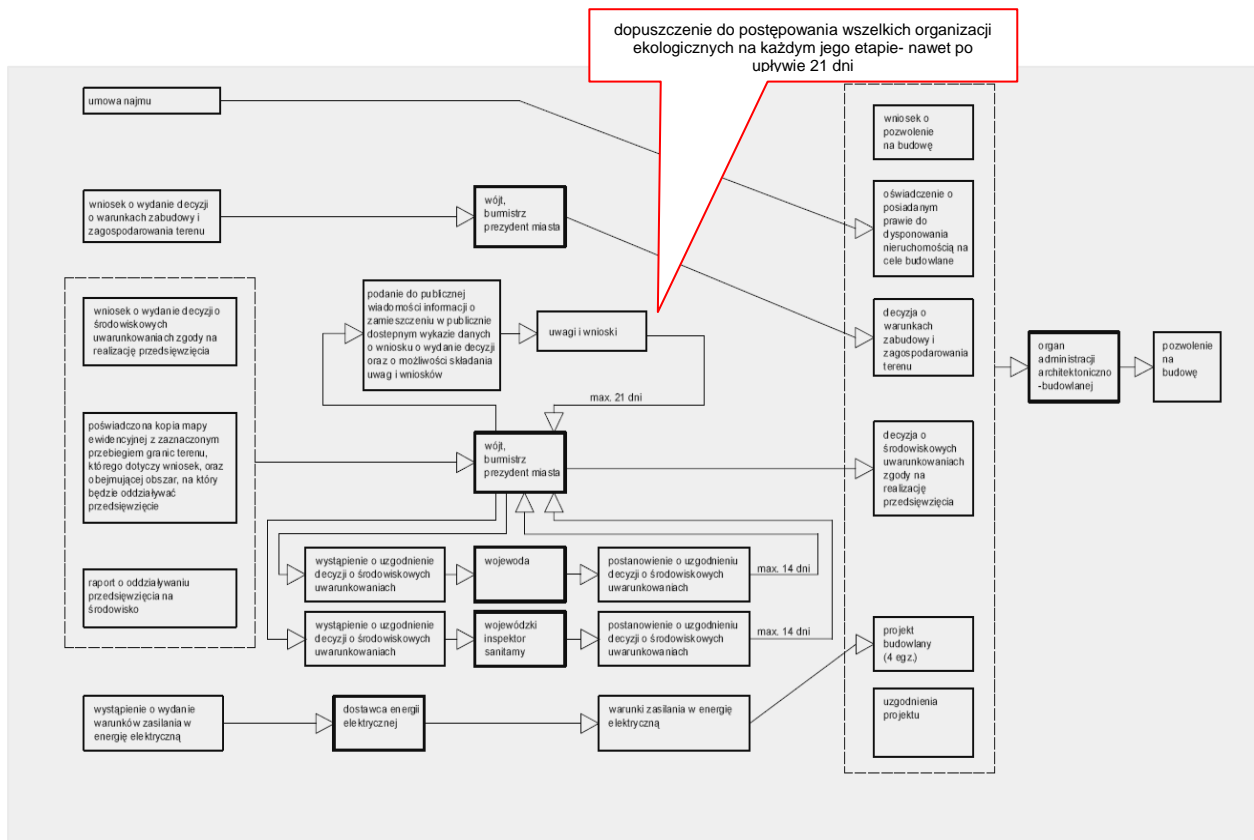 dopuszczenie do postępowania wszelkich organizacji
ekologicznych na każdym jego etapie- nawet po
upływie 21 dni
umowa najmu
wniosek o
pozwolenie
na budowę
wniosek o wydanie decyzji
o warunkach zabudowy i
zagospodarowania terenu
wójt,
burmistrz
prezydent miasta
oświadczenie o
posiadanym
prawie do
dysponowania
nieruchomością na
cele budowlane
wniosek o wydanie decyzji o
środowiskowych
uwarunkowaniach zgody na
realizację przedsięwzięcia
podanie do publicznej
wiadomości informacji o
zamieszczeniu w publicznie
dostepnym wykazie danych
o wniosku o wydanie decyzji
oraz o możliwości składania
uwag i wniosków
uwagi i wnioski
max. 21 dni
decyzja o
warunkach
zabudowy i
zagospodarowania
terenu
organ
administracji
architektoniczno
-budowlanej
pozwolenie
na
budowę
poświadczona kopia mapy
ewidencyjnej z zaznaczonym
przebiegiem granic terenu,
którego dotyczy wniosek, oraz
obejmującej obszar, na który
będzie oddziaływać
przedsięwzięcie
wójt,
burmistrz
prezydent miasta
decyzja o
środowiskowych
uwarunkowaniach
zgody na
realizację
przedsięwzięcia
raport o oddziaływaniu
przedsięwzięcia na
środowisko
wystąpienie o uzgodnienie
decyzji o środowiskowych
uwarunkowaniach
wojewoda
postanowienie o uzgodnieniu
decyzji o środowiskowych
uwarunkowaniach
max. 14 dni
wystąpienie o uzgodnienie
decyzji o środowiskowych
uwarunkowaniach
wojewódzki
inspektor
sanitarny
postanowienie o uzgodnieniu
decyzji o środowiskowych
uwarunkowaniach
max. 14 dni
projekt
budowlany
(4 egz.)
wystąpienie o wydanie
warunków zasilania w
energię elektryczną
dostawca energii
elektrycznej
warunki zasilania w energię
elektryczną
uzgodnienia
projektu